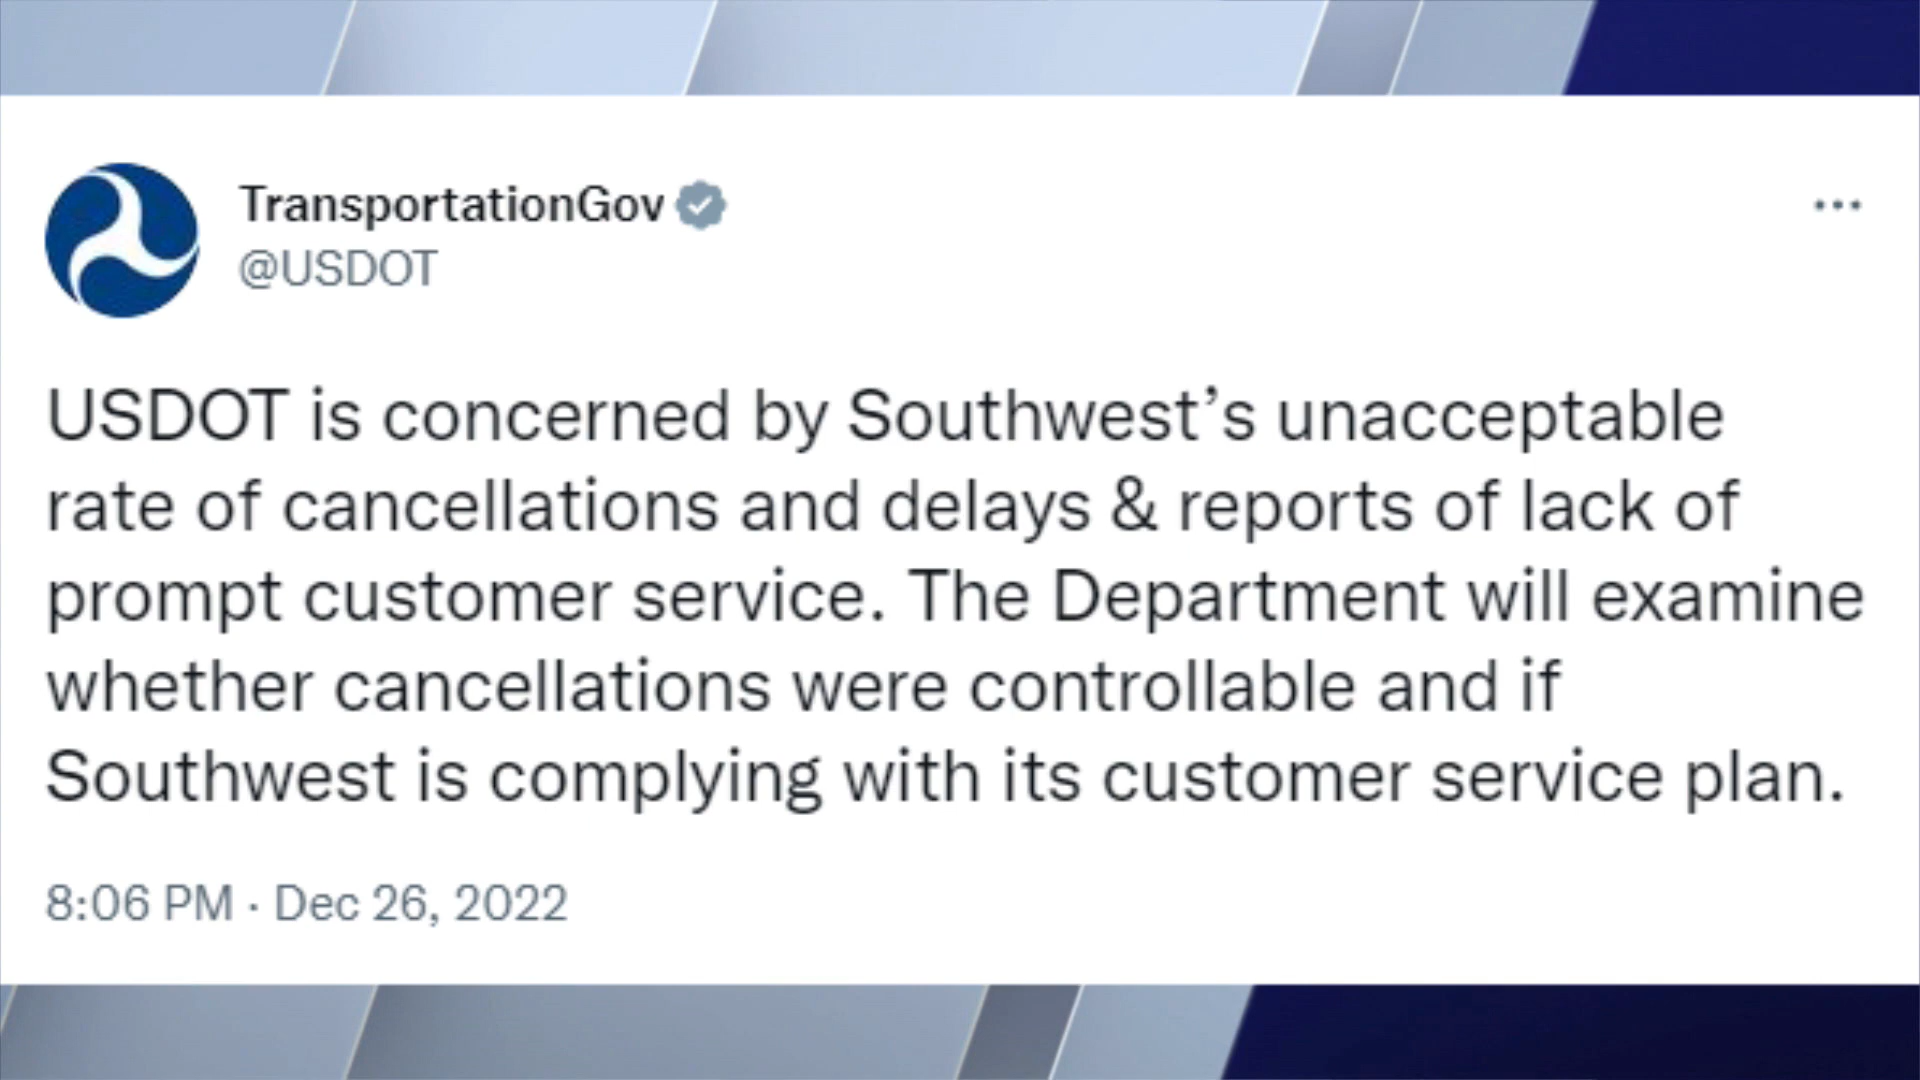 TransportationGov
@USDOT
USDOT is concerned by Southwest’s unacceptable
rate of cancellations and delays & reports of lack of
prompt customer service. The Department will examine
whether cancellations were controllable and if
Southwest is complying with its customer service plan.
8:06 PM · Dec 26, 2022